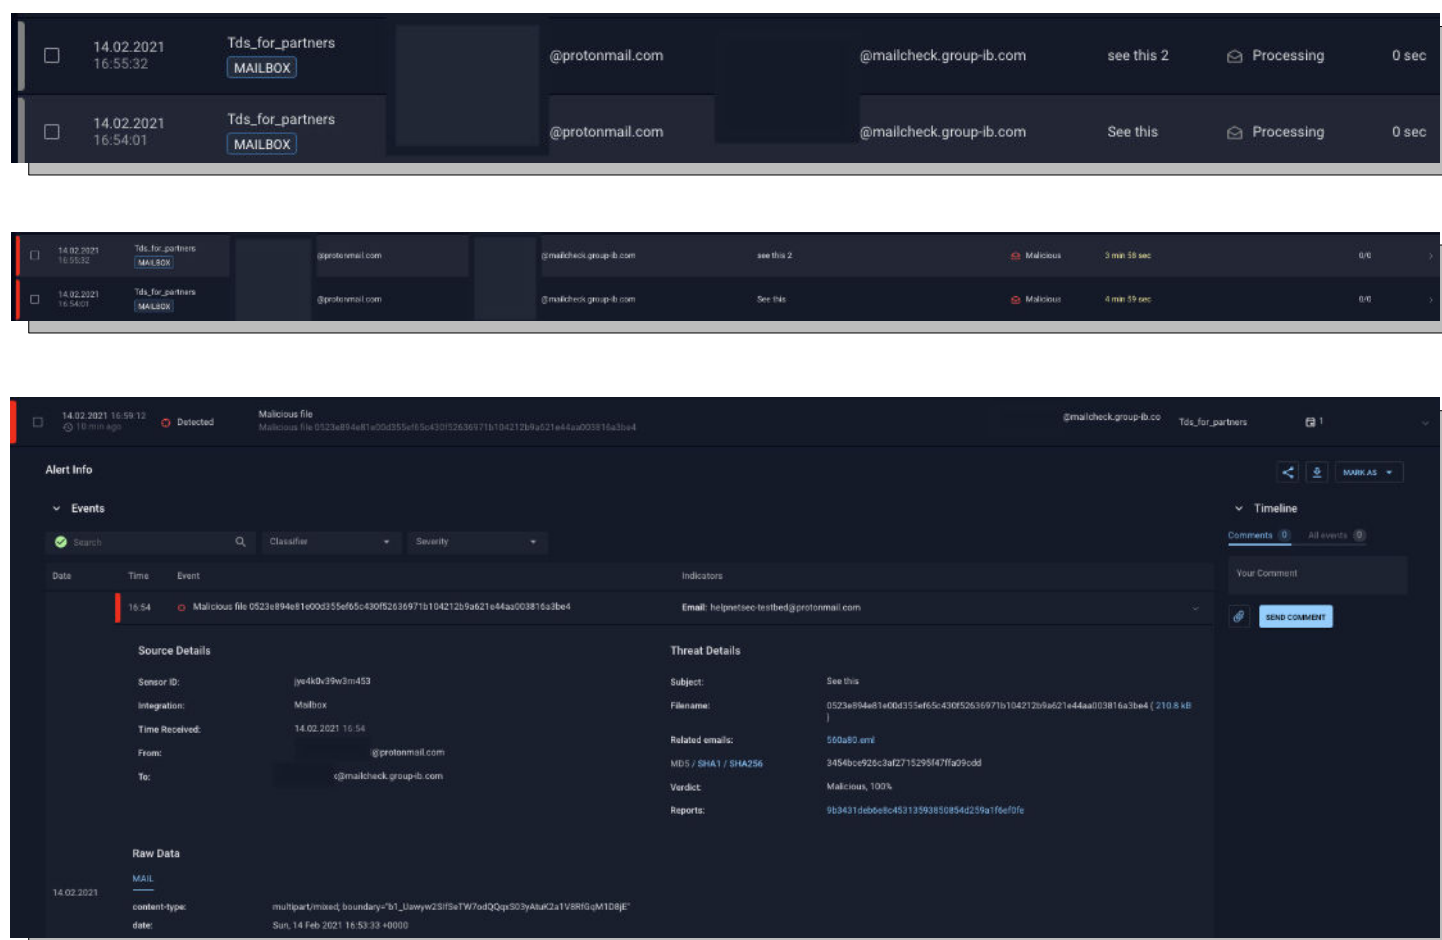 14.02.2021 Tds_for_partners @protonmail.com @mailcheck.group-ib.com see this 2 Processing 0 sec
16:55:32 MAILBOX
14.02.2021 Tds_for_partners @protonmail.com @mailcheck.group-ib.com See this Processing 0 sec
16:54:01 MAILBOX
14.02.2021 Tds_for_partners @protonmail.com @mailcheck.group-ib.com see this 2 Malicious 3 min 58 sec 0/0
16:55:32 MAILBOX
14.02.2021 Tds_for_partners @protonmail.com @mailcheck.group-ib.com See this Malicious 4 min 59 sec 0/0
16:54:01 MAILBOX
14.02.2021 16:59:12 Detected Malicious file @mailcheck.group-ib.co Tds_for_partners 1
10 min ago Malicious file 0523e894e81e00d355ef65c430f52636971b104212b9a621e44aa003816a3be4
Alert Info MARK AS
Events Timeline
Search Classifier Severity Comments 0 All events 0
Date Time Event Indicators Your Comment
16:54 Malicious file 0523e894e81e00d355ef65c430f52636971b104212b9a621e44aa003816a3be4 Email: helpnetsec-testbed@protonmail.com
SEND COMMENT
Source Details Threat Details
Sensor ID: jye4k0v39w3m453 Subject: See this
Integration: Mailbox Filename: 0523e894e81e00d355ef65c430f52636971b104212b9a621e44aa003816a3be4 ( 210.8 kB
)
Time Received: 14.02.2021 16:54
From: @protonmail.com Related emails: 560a80.eml
To: @mailcheck.group-ib.com MD5 / SHA1 / SHA256 3454bce926c3af2715295f47ffa09cdd
Verdict: Malicious, 100%
Reports: 9b3431deb6e8c45313593850854d259a1f6ef0fe
Raw Data
MAIL
14.02.2021
content-type: multipart/mixed; boundary="b1_Uawyw2SIfSeTW7odQQqxS03yAtuK2a1V8RfGqM1D8jE"
date: Sun, 14 Feb 2021 16:53:33 +0000